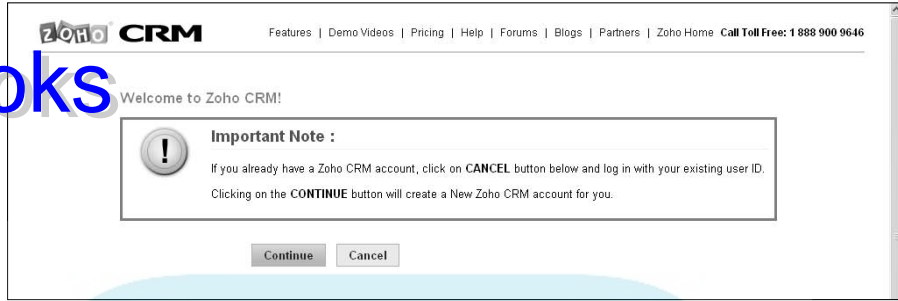 ZOHO CRM
Features | Demo Videos | Pricing | Help | Forums | Blogs | Partners | Zoho Home Call Toll Free: 1 888 900 9646
oks
Welcome to Zoho CRM!
Important Note :
If you already have a Zoho CRM account, click on CANCEL button below and log in with your existing user ID.
Clicking on the CONTINUE button will create a New Zoho CRM account for you.
Continue Cancel